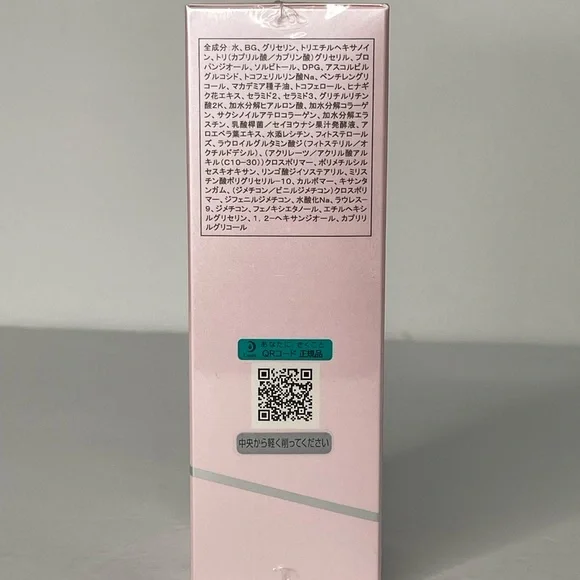 全成分:水、BG、グリセリン、トリエチルヘキサノイ
ン、トリ(カプリル酸/カプリン酸)グリセリル、プロ
パンジオール、ソルビトール、DPG、アスコルビル
グルコシド、トコフェリルリン酸Na、ペンチレングリ
コール、マカデミア種子油、トコフェロール、ヒナギ
ク花エキス、セラミド2、セラミド3、グリチルリチン
酸2K、加水分解ヒアルロン酸、加水分解コラーゲ
ン、サクシノイルアテロコラーゲン、加水分解エラ
スチン、乳酸桿菌/セイヨウナシ果汁発酵液、ア
ロエベラ葉エキス、水添レシチン、フィトステロー
ルズ、ラウロイルグルタミン酸ジ(フィトステリル/オ
クチルドデシル)、(アクリレーツ/アクリル酸アル
キル(C10-30))クロスポリマー、ポリメチルシル
セスキオキサン、リンゴ酸ジイソステアリル、ミリス
チン酸ポリグリセリル-10、カルボマー、キサンタ
ンガム、(ジメチコン/ビニルジメチコン)クロスポリ
マー、ジフェニルジメチコン、水酸化Na、ラウレス-
9、ジメチコン、フェノキシエタノール、エチルヘキシ
ルグリセリン、1,2-ヘキサンジオール、カプリリ
ルグリコール
あなたに、きくこと
QRコード 正規品
中央から軽く削ってください